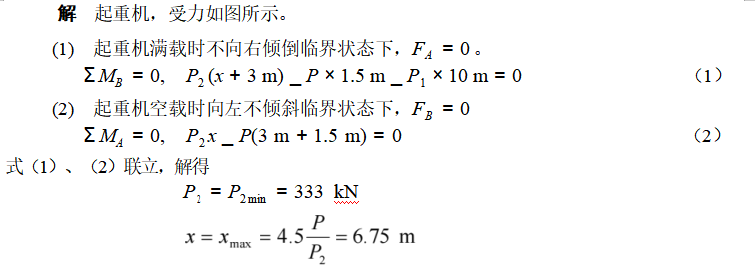 解 起重机，受力如图所示。
(1) 起重机满载时不向右倾倒临界状态下，F_A = 0。
ΣM_B = 0, P_2 (x + 3 m) _ P × 1.5 m _ P_1 × 10 m = 0 （1）
(2) 起重机空载时向左不倾斜临界状态下，F_B = 0
ΣM_A = 0, P_2 x _ P(3 m + 1.5 m) = 0 （2）
式（1）、（2）联立，解得
P_2 = P_2min = 333 kN
x = x_max = 4.5 P/P_2 = 6.75 m